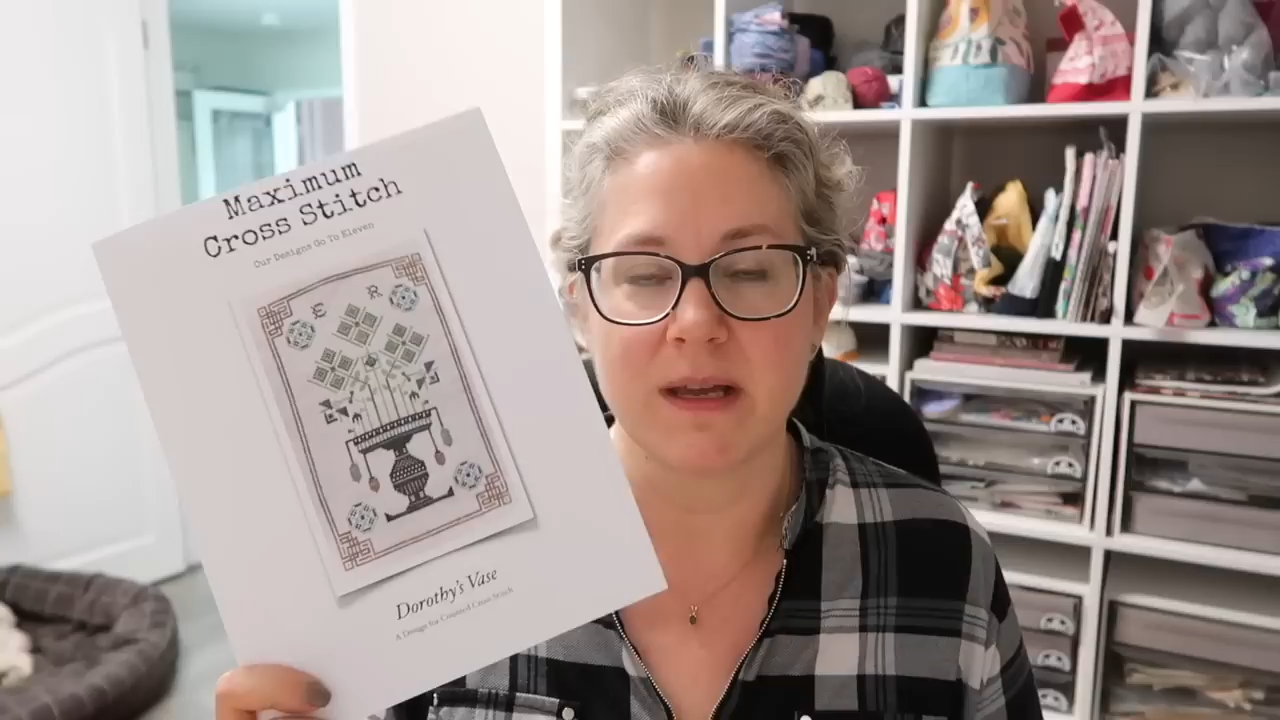 Maximum
Cross Stitch
Our Designs Go To Eleven
E R
Dorothy's Vase
A Design for Counted Cross Stitch